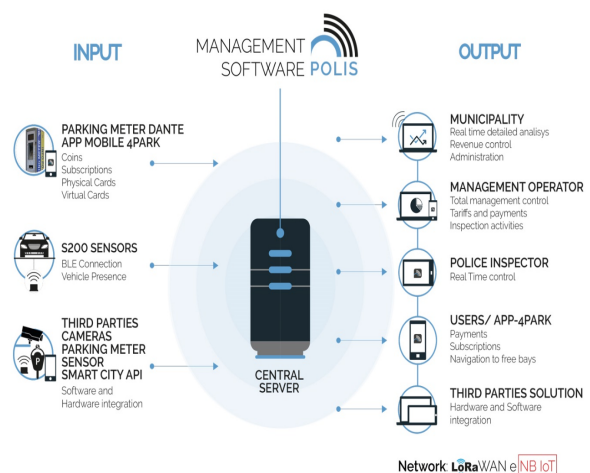 INPUT
MANAGEMENT
SOFTWARE POLIS
OUTPUT
PARKING METER DANTE
APP MOBILE 4PARK
Coins
Subscriptions
Physical Cards
Virtual Cards
S200 SENSORS
BLE Connection
Vehicle Presence
THIRD PARTIES
CAMERAS
PARKING METER
SENSOR
SMART CITY API
Software and
Hardware integration
P
CENTRAL
SERVER
MUNICIPALITY
Real time detailed analisys
Revenue control
Administration
MANAGEMENT OPERATOR
Total management control
Tariffs and payments
Inspection activities
POLICE INSPECTOR
Real Time control
USERS/ APP-4PARK
Payments
Subscriptions
Navigation to free bays
THIRD PARTIES SOLUTION
Hardware and Software
integration
Network: LoRaWAN e NB IoT